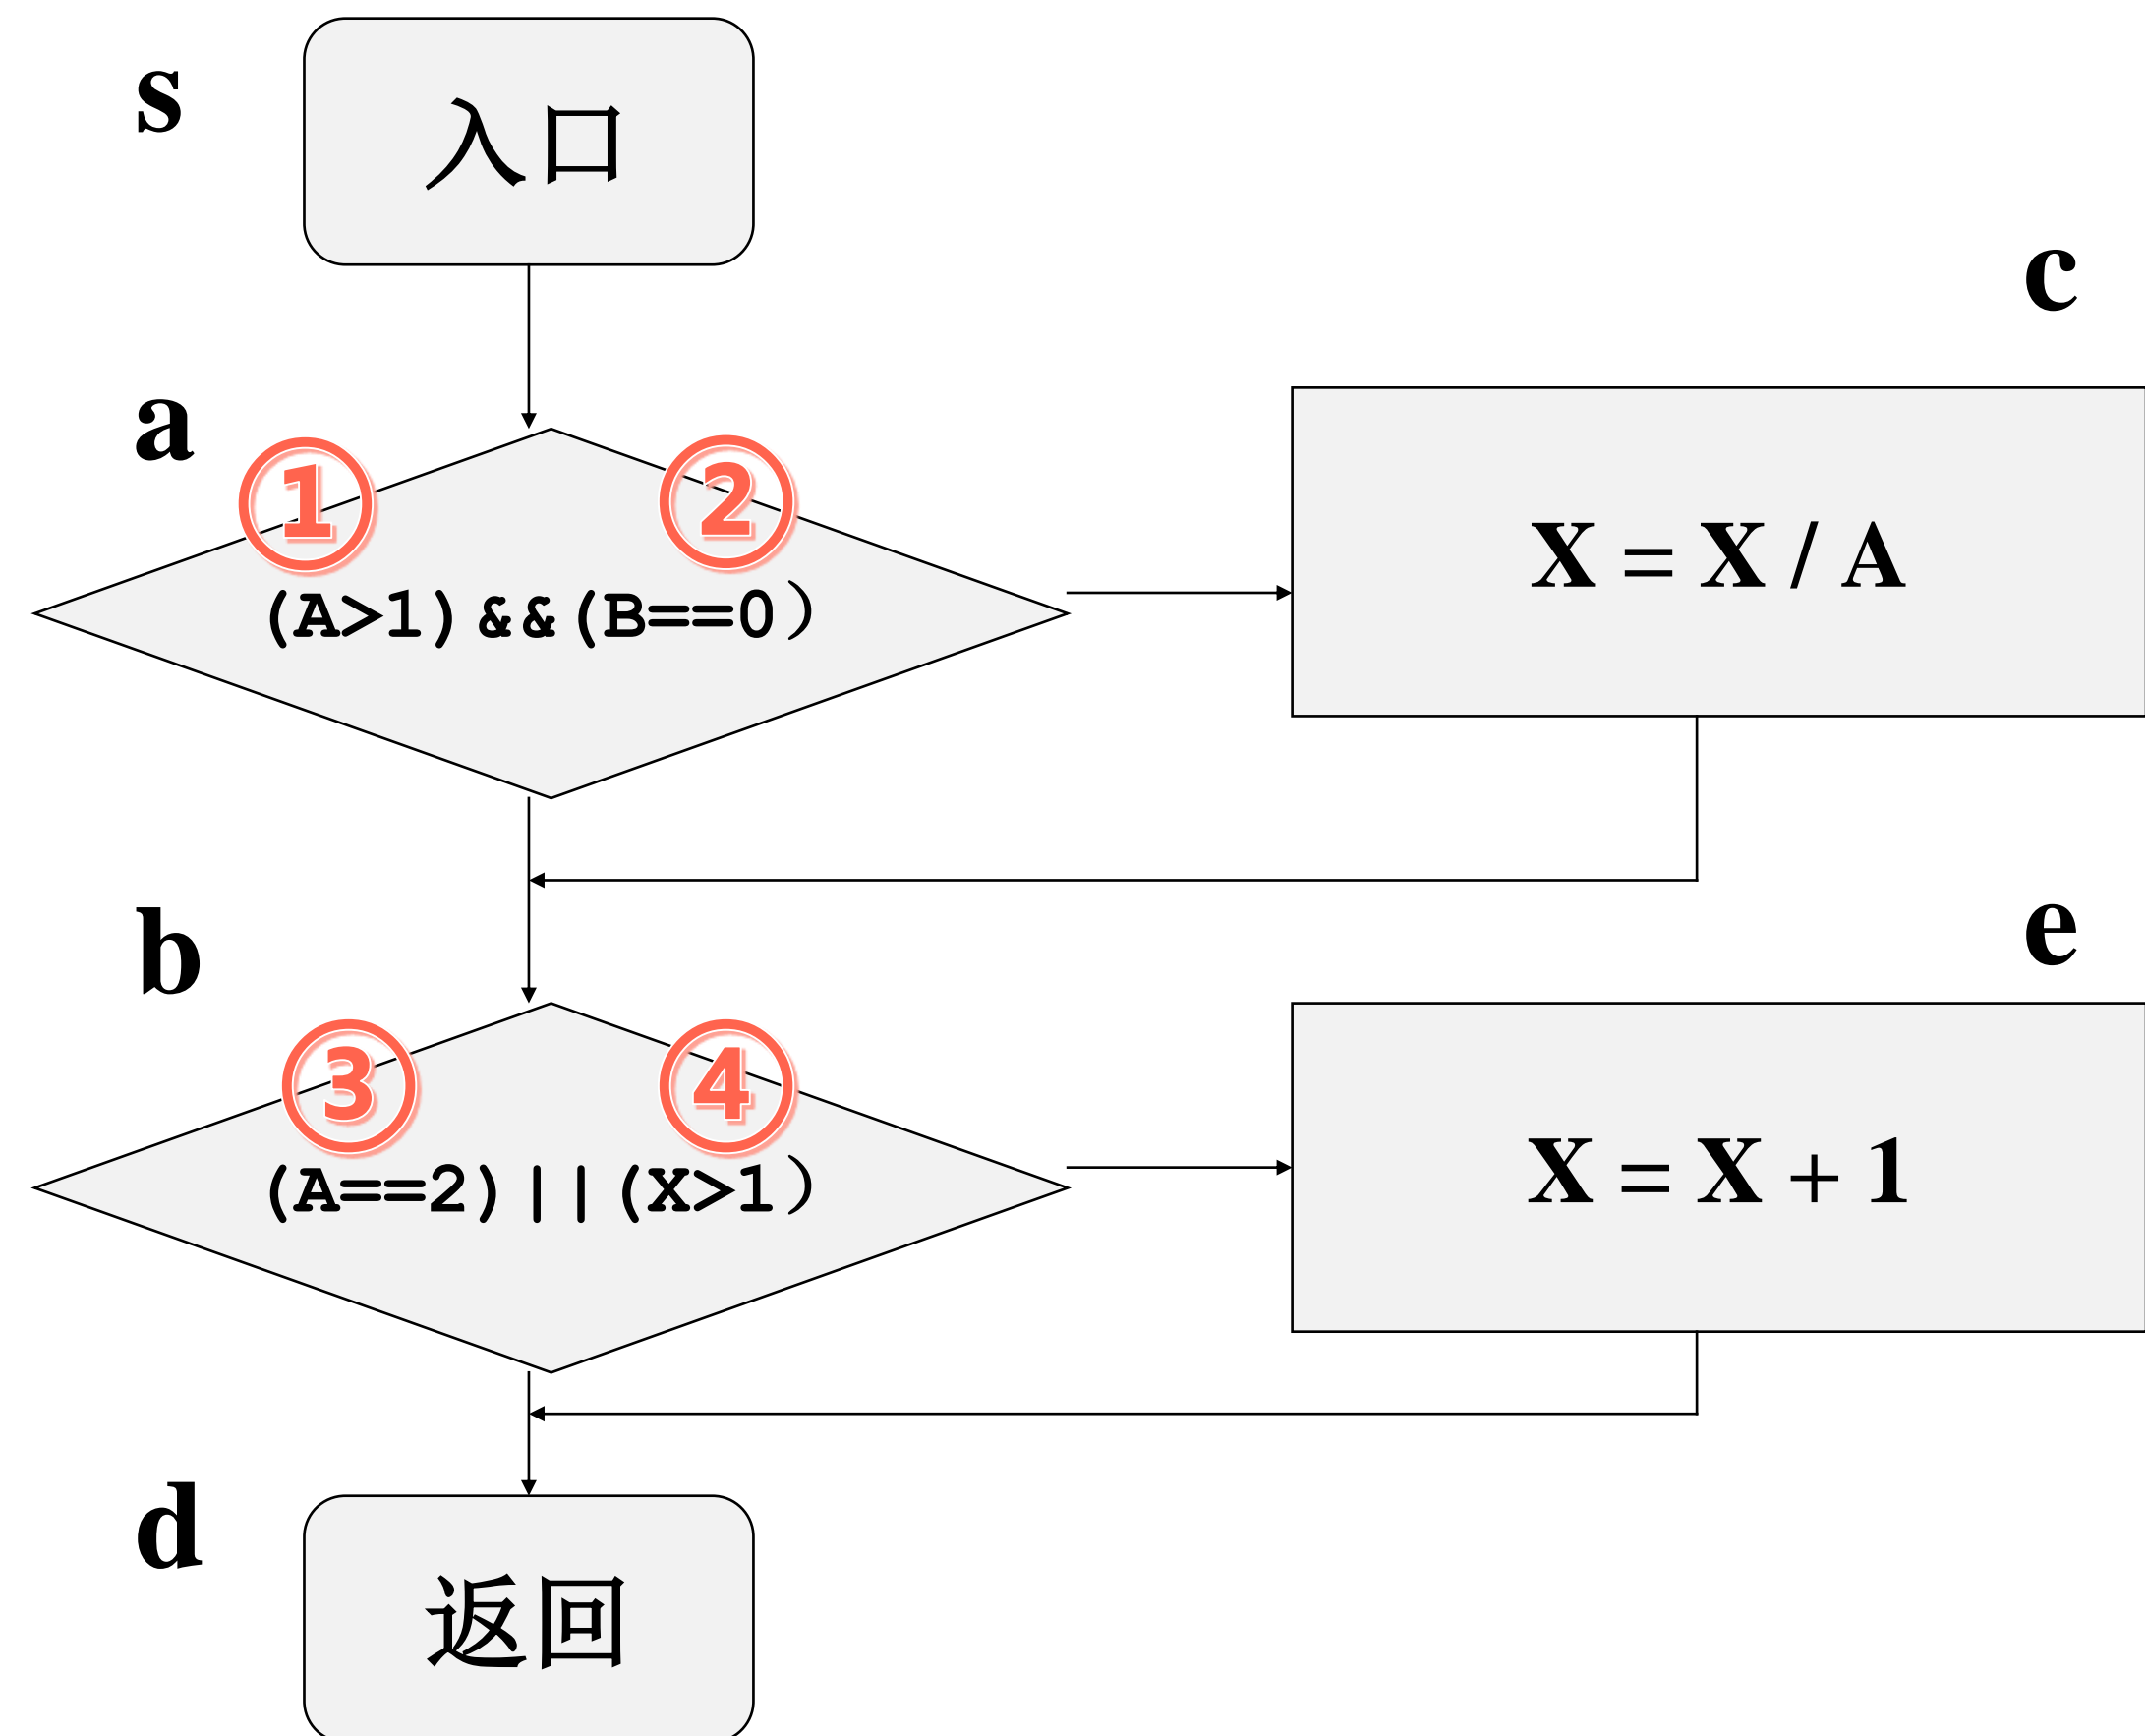 s
入口
c
a
① ②
(A>1) && (B==0)
X = X / A
b
e
③ ④
(A==2) || (X>1)
X = X + 1
d
返回